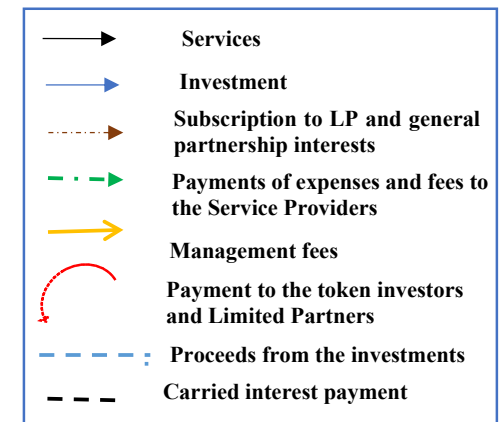 Services
Investment
Subscription to LP and general
partnership interests
Payments of expenses and fees to
the Service Providers
Management fees
Payment to the token investors
and Limited Partners
Proceeds from the investments
Carried interest payment